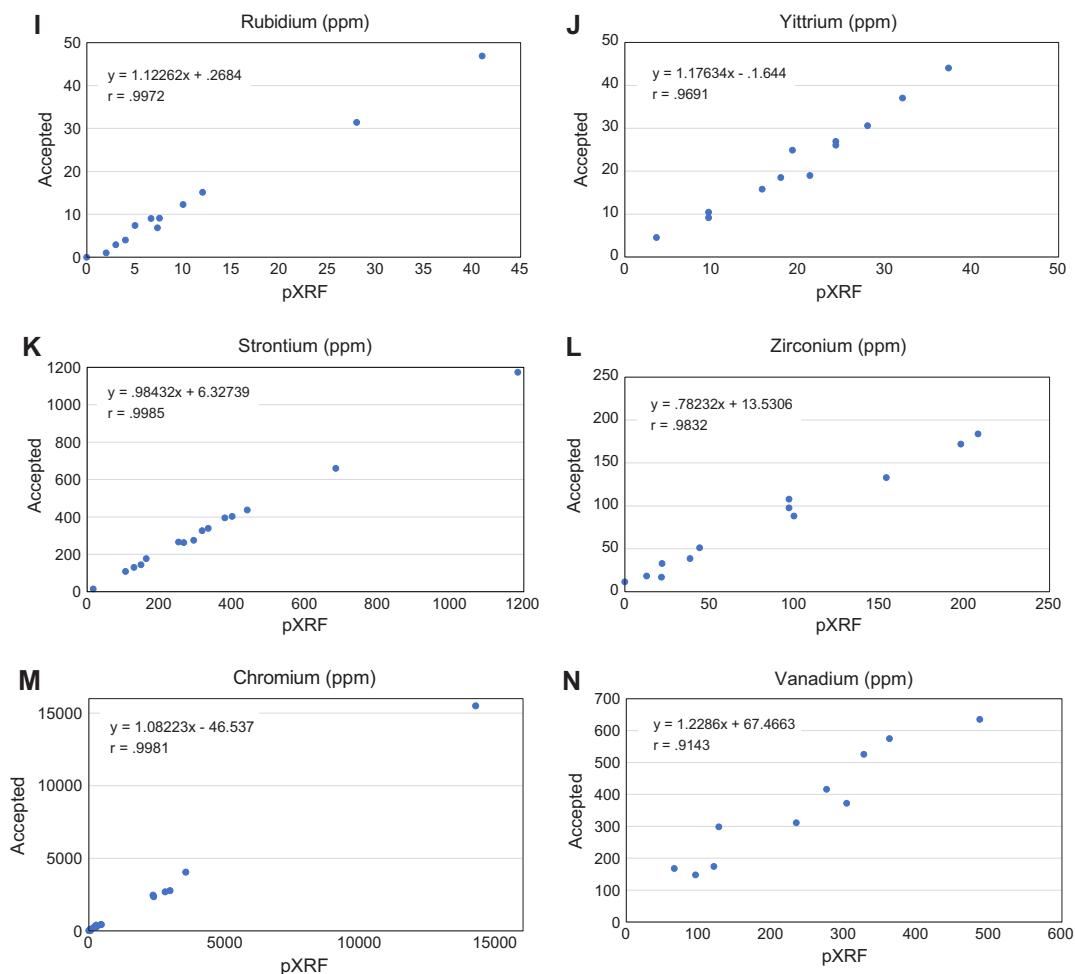 I
Rubidium (ppm)
y = 1.12262x + .2684
r = .9972
Accepted
50
40
30
20
10
0
0 5 10 15 20 25 30 35 40 45
pXRF
J
Yittrium (ppm)
y = 1.17634x - .1.644
r = .9691
Accepted
50
40
30
20
10
0
0 10 20 30 40 50
pXRF
K
Strontium (ppm)
y = .98432x + 6.32739
r = .9985
Accepted
1200
1000
800
600
400
200
0
0 200 400 600 800 1000 1200
pXRF
L
Zirconium (ppm)
y = .78232x + 13.5306
r = .9832
Accepted
250
200
150
100
50
0
0 50 100 150 200 250
pXRF
M
Chromium (ppm)
y = 1.08223x - 46.537
r = .9981
Accepted
15000
10000
5000
0
0 5000 10000 15000
pXRF
N
Vanadium (ppm)
y = 1.2286x + 67.4663
r = .9143
Accepted
700
600
500
400
300
200
100
0
0 100 200 300 400 500 600
pXRF